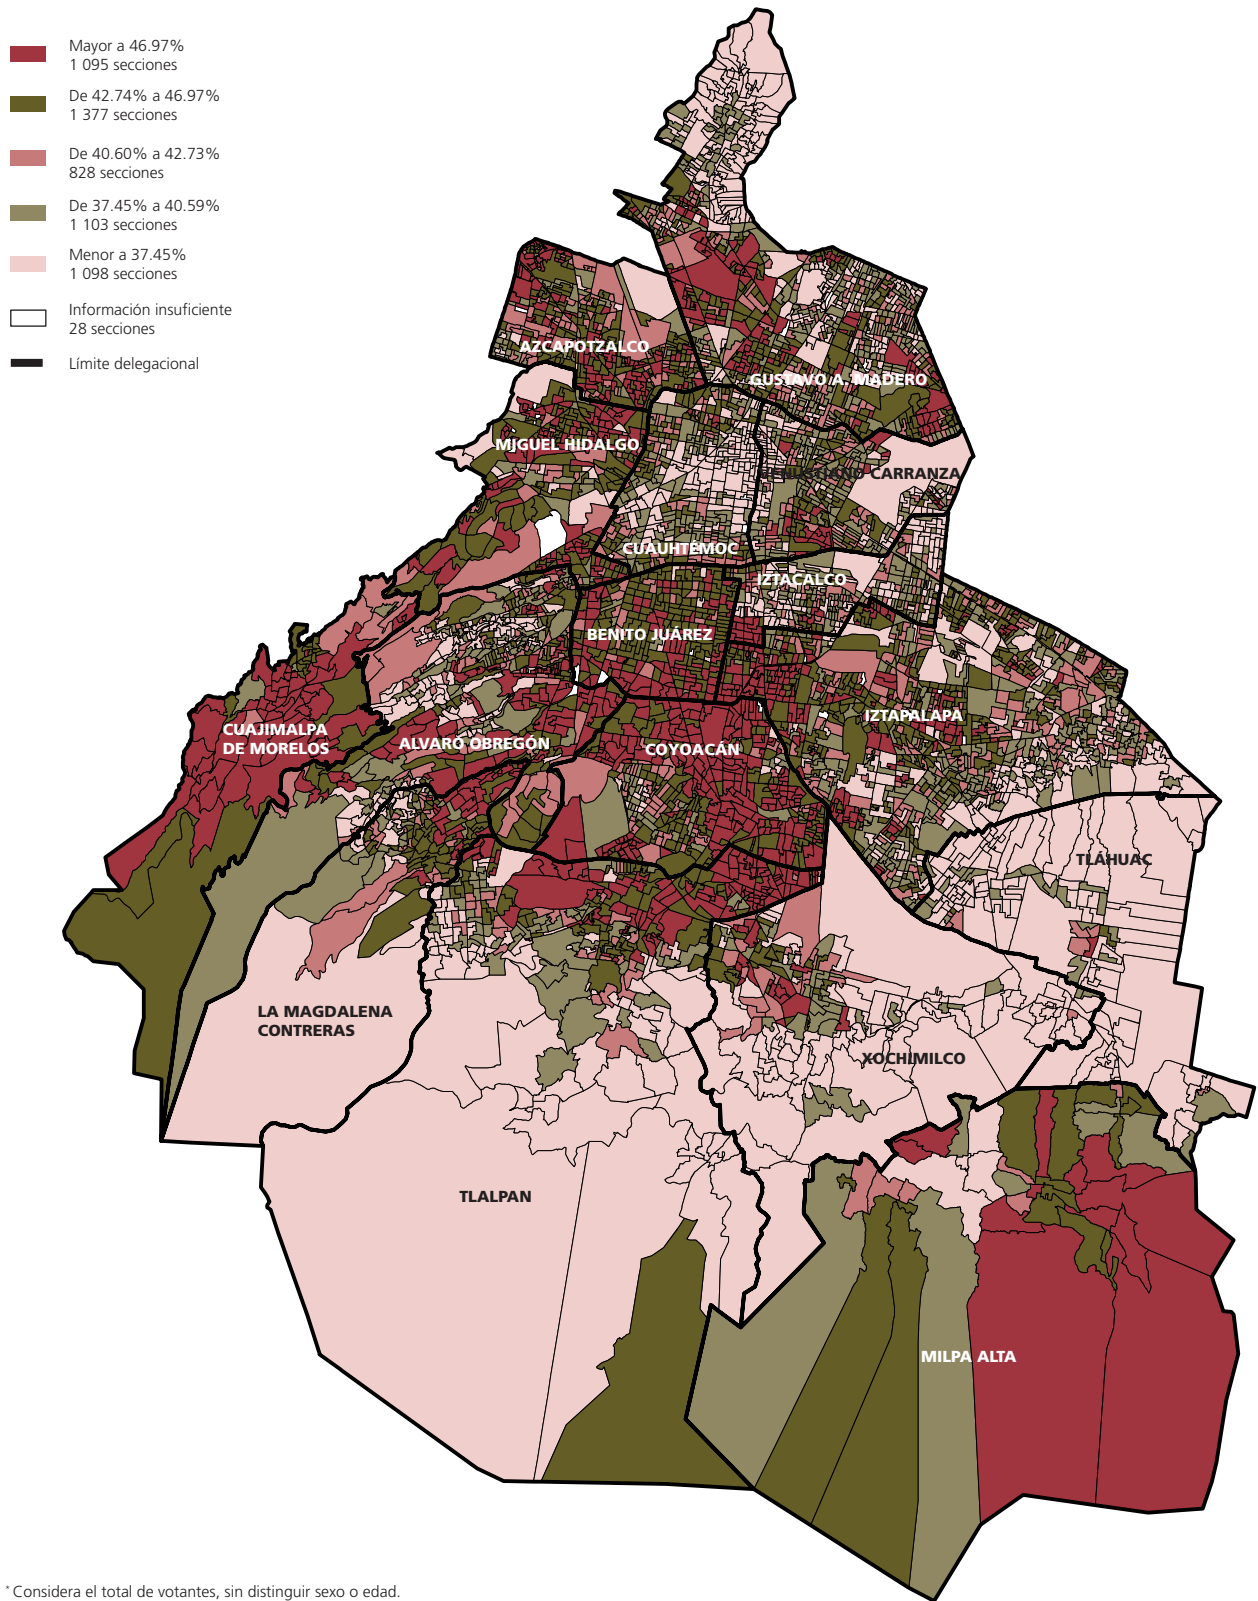 Mayor a 46.97%
1 095 secciones
De 42.74% a 46.97%
1 377 secciones
De 40.60% a 42.73%
828 secciones
De 37.45% a 40.59%
1 103 secciones
Menor a 37.45%
1 098 secciones
Información insuficiente
28 secciones
Límite delegacional
AZCAPOTZALCO
GUSTAVO A. MADERO
MIGUEL HIDALGO
VENUSTIANO CARRANZA
CUAUHTÉMOC
IZTACALCO
BENITO JUÁREZ
IZTAPALAPA
CUAJIMALPA
DE MORELOS
ALVARO OBREGÓN
COYOACÁN
TLÁHUAC
LA MAGDALENA
CONTRERAS
XOCHIMILCO
TLALPAN
MILPA ALTA
* Considera el total de votantes, sin distinguir sexo o edad.